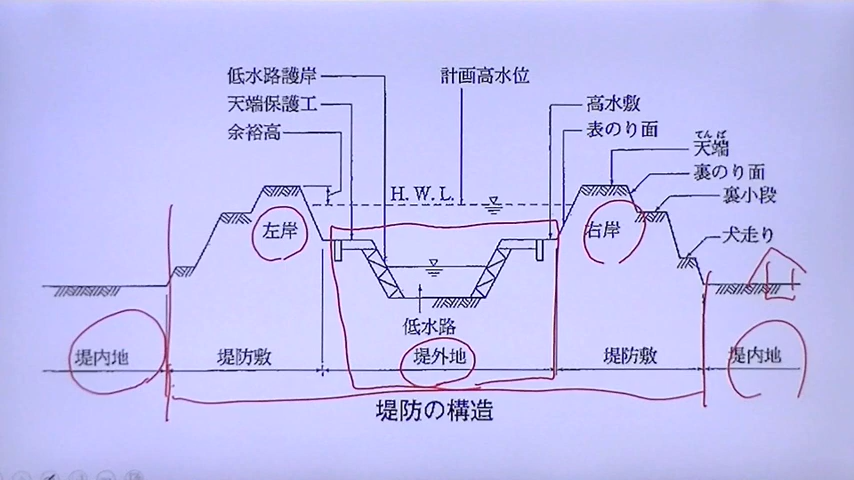 低水路護岸
計画高水位
天端保護工
高水敷
余裕高
表のり面
てんば
天端
裏のり面
H.W.L.
裏小段
左岸
右岸
犬走り
低水路
堤内地
堤防敷
堤外地
堤防敷
堤内地
堤防の構造